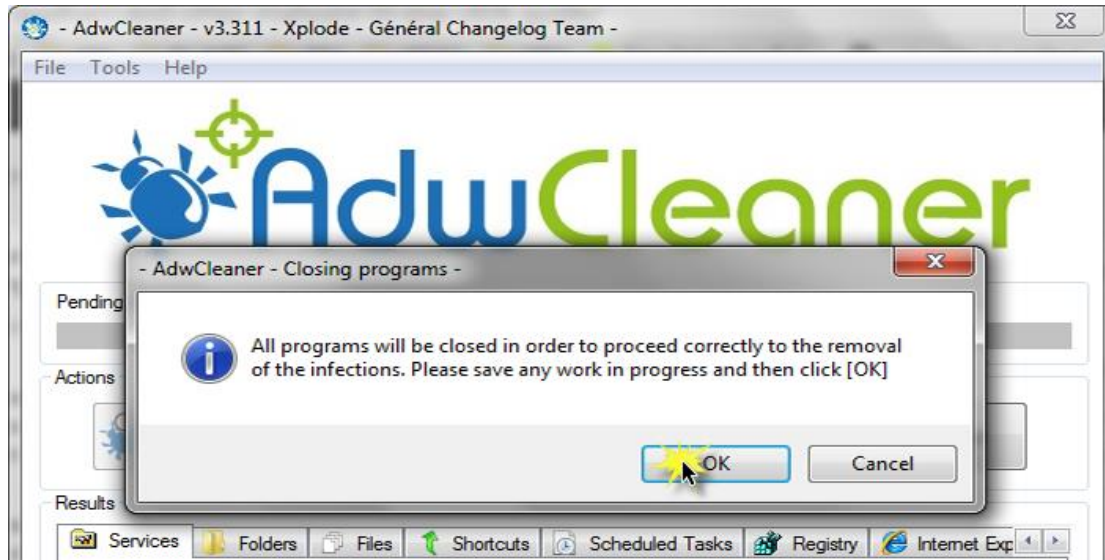 - AdwCleaner - v3.311 - Xplode - Général Changelog Team -
File Tools Help
AdwCleaner
- AdwCleaner - Closing programs -
Pending
All programs will be closed in order to proceed correctly to the removal
of the infections. Please save any work in progress and then click [OK]
Actions
OK Cancel
Results
Services Folders Files Shortcuts Scheduled Tasks Registry Internet Exp